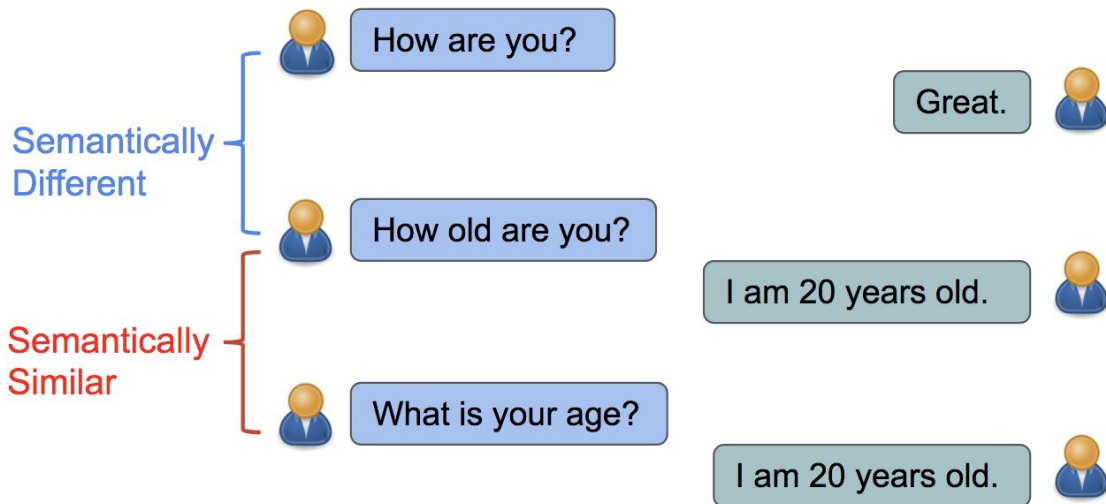 How are you?
Great.
Semantically
Different
How old are you?
I am 20 years old.
Semantically
Similar
What is your age?
I am 20 years old.